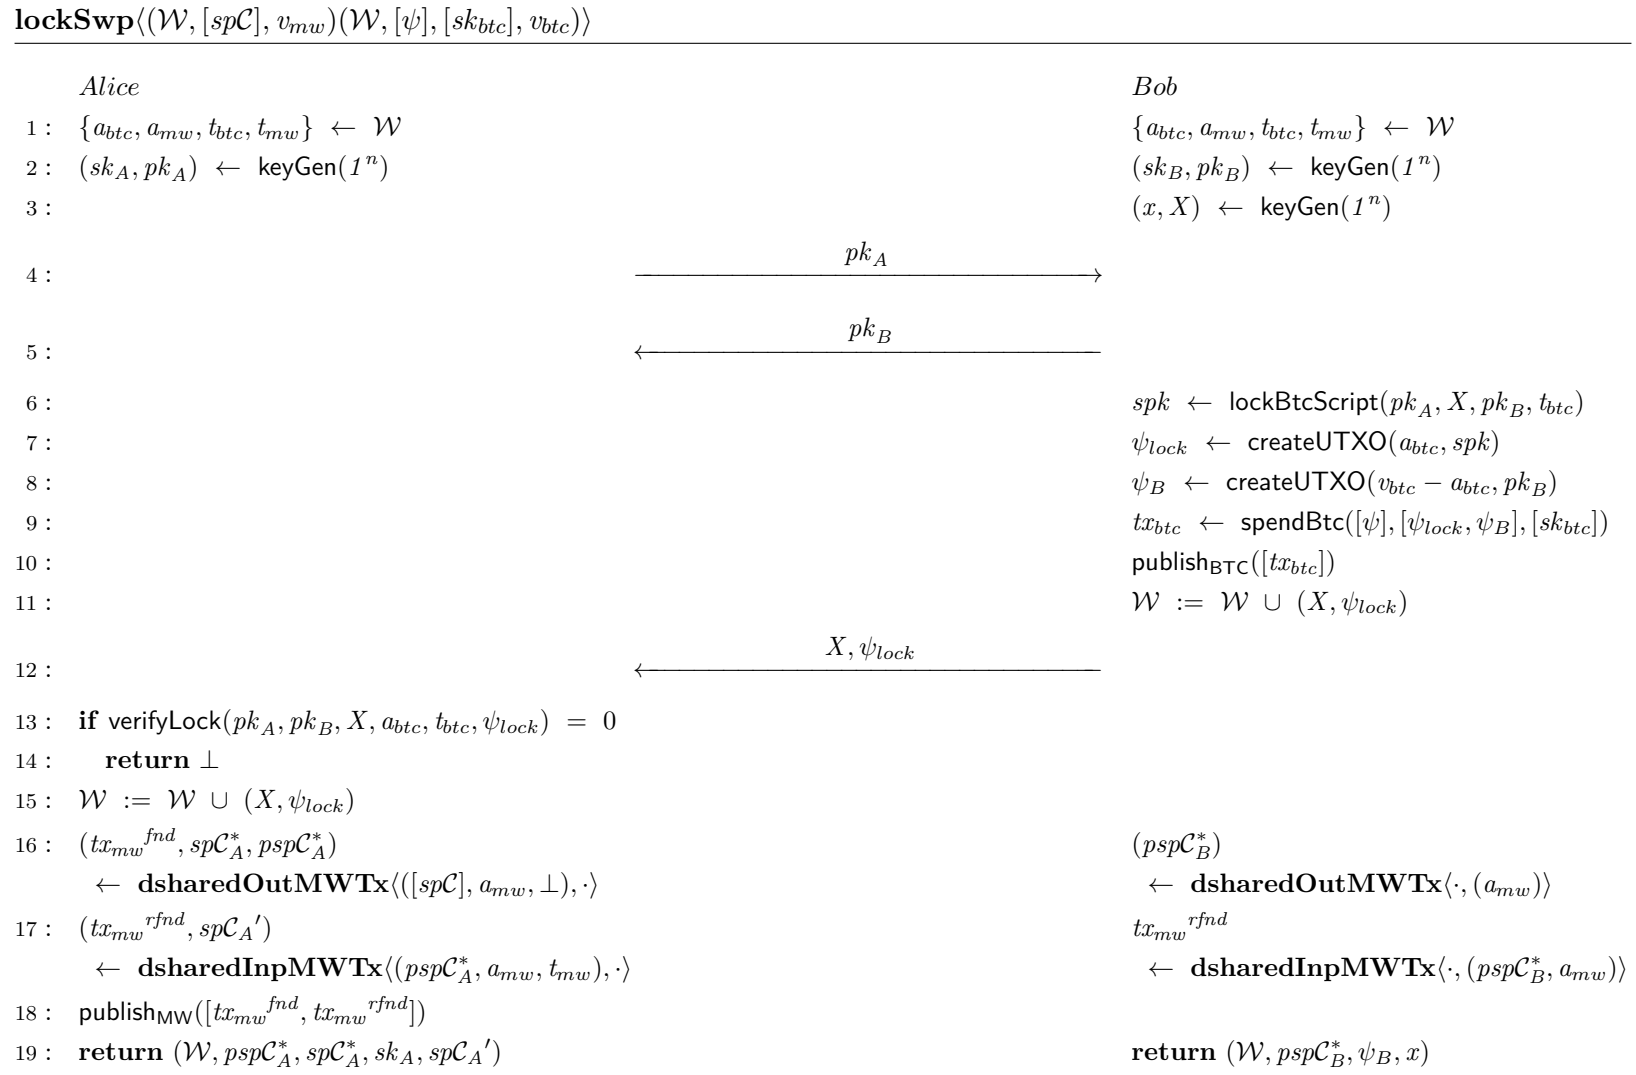 lockSwp⟨(𝒲, [sp𝒞], v_mw)(𝒲, [ψ], [sk_btc], v_btc)⟩
Alice Bob
1 : {a_btc, a_mw, t_btc, t_mw} ← 𝒲 {a_btc, a_mw, t_btc, t_mw} ← 𝒲
2 : (sk_A, pk_A) ← keyGen(1^n) (sk_B, pk_B) ← keyGen(1^n)
3 : (x, X) ← keyGen(1^n)
4 : pk_A
5 : pk_B
6 : spk ← lockBtcScript(pk_A, X, pk_B, t_btc)
7 : ψ_lock ← createUTXO(a_btc, spk)
8 : ψ_B ← createUTXO(v_btc − a_btc, pk_B)
9 : tx_btc ← spendBtc([ψ], [ψ_lock, ψ_B], [sk_btc])
10 : publish_BTC([tx_btc])
11 : 𝒲 := 𝒲 ∪ (X, ψ_lock)
12 : X, ψ_lock
13 : if verifyLock(pk_A, pk_B, X, a_btc, t_btc, ψ_lock) = 0
14 : return ⊥
15 : 𝒲 := 𝒲 ∪ (X, ψ_lock)
16 : (tx_mw^fnd, sp𝒞*_A, psp𝒞*_A) (psp𝒞*_B)
← dsharedOutMWTx⟨([sp𝒞], a_mw, ⊥), ·⟩ ← dsharedOutMWTx⟨·, (a_mw)⟩
17 : (tx_mw^rfnd, sp𝒞_A′) tx_mw^rfnd
← dsharedInpMWTx⟨(psp𝒞*_A, a_mw, t_mw), ·⟩ ← dsharedInpMWTx⟨·, (psp𝒞*_B, a_mw)⟩
18 : publish_MW([tx_mw^fnd, tx_mw^rfnd])
19 : return (𝒲, psp𝒞*_A, sp𝒞*_A, sk_A, sp𝒞_A′) return (𝒲, psp𝒞*_B, ψ_B, x)